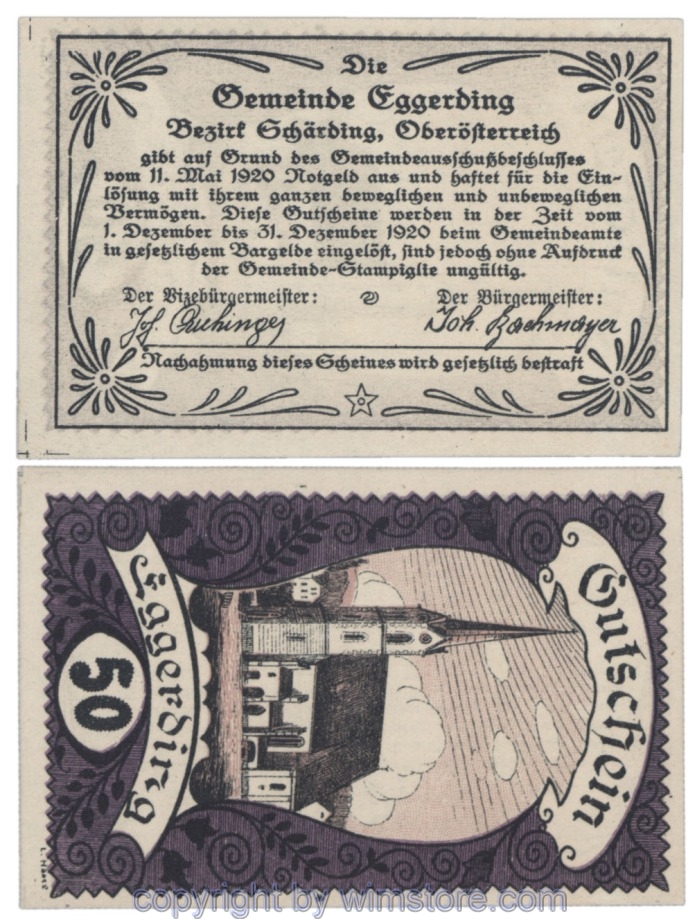 Die
Gemeinde Eggerding
Bezirk Schärding, Oberösterreich
gibt auf Grund des Gemeindeausschußbeschlusses
vom 11. Mai 1920 Notgeld aus und haftet für die Ein-
lösung mit ihrem ganzen beweglichen und unbeweglichen
Vermögen. Diese Gutscheine werden in der Zeit vom
1. Dezember bis 31. Dezember 1920 beim Gemeindeamte
in gesetzlichem Bargelde eingelöst, sind jedoch ohne Aufdruck
der Gemeinde-Stampiglie ungültig.
Der Vizebürgermeister: Der Bürgermeister:
Jos. Joh. Bachmayer
Nachahmung dieses Scheines wird gesetzlich bestraft
Gutschein
Eggerding
50
copyright by wimstore.com